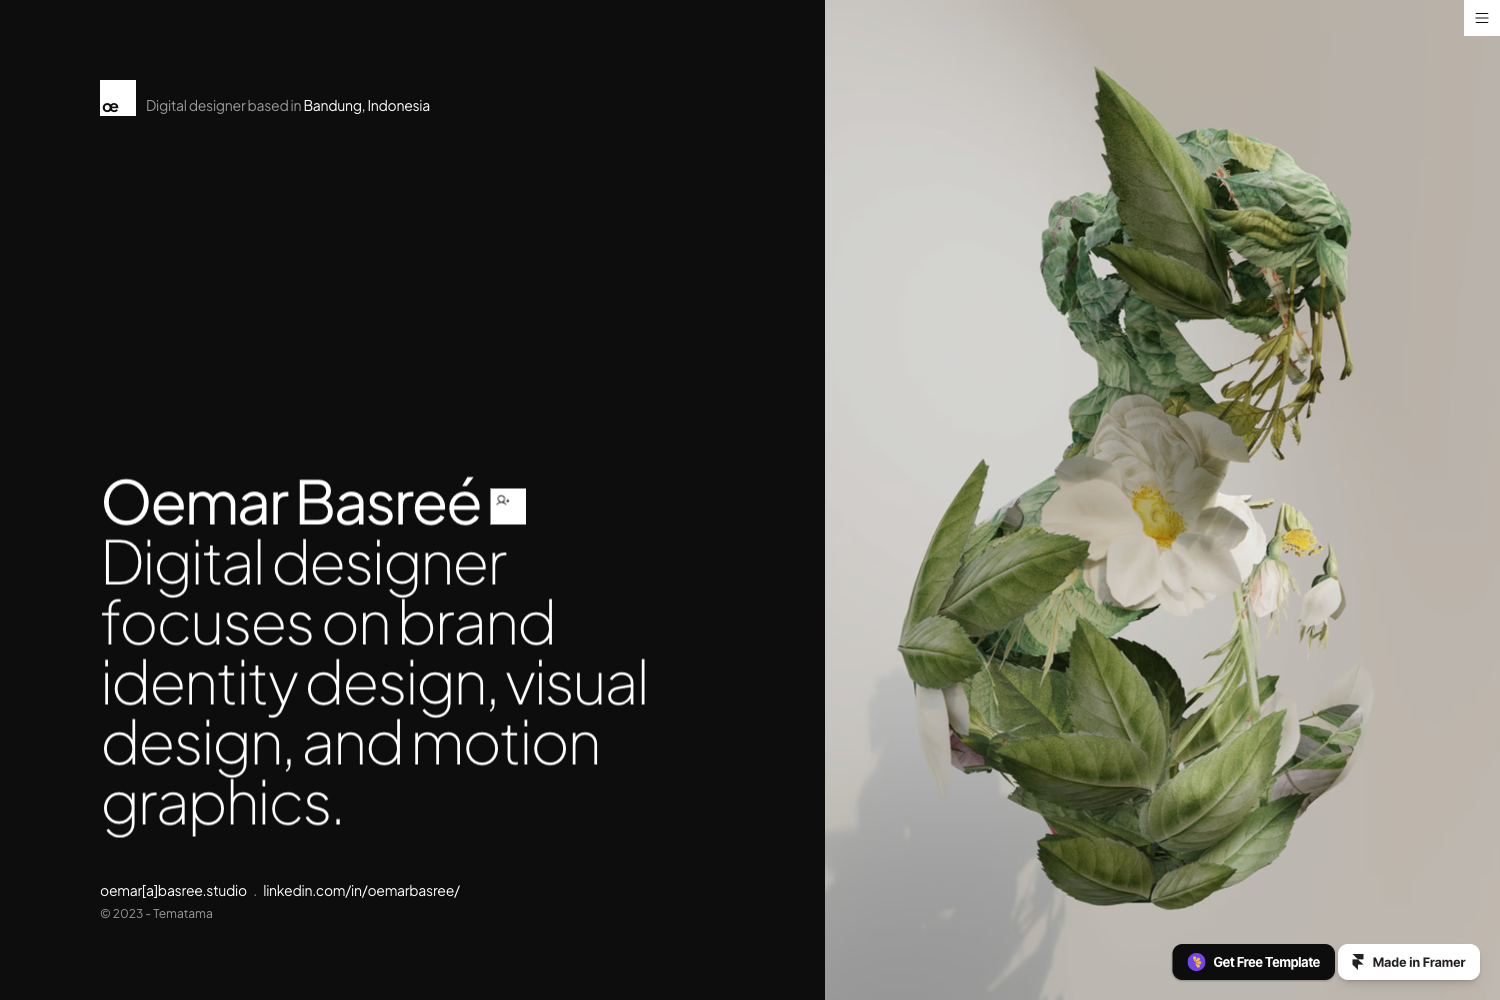 œ
Digital designer based in Bandung, Indonesia
Oemar Basreé
Digital designer
focuses on brand
identity design, visual
design, and motion
graphics.
oemar[a]basree.studio . linkedin.com/in/oemarbasree/
© 2023 - Tematama
Get Free Template
Made in Framer